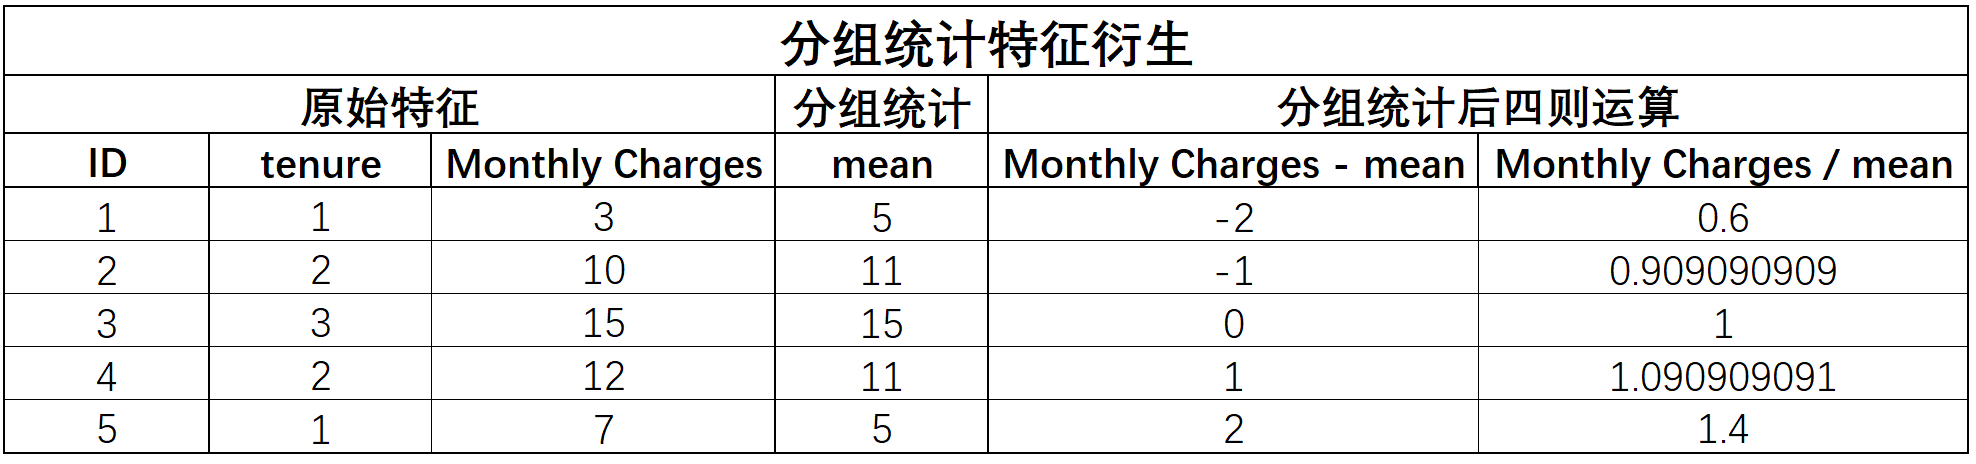 分组统计特征衍生
原始特征 分组统计 分组统计后四则运算
ID tenure Monthly Charges mean Monthly Charges - mean Monthly Charges / mean
1 1 3 5 -2 0.6
2 2 10 11 -1 0.909090909
3 3 15 15 0 1
4 2 12 11 1 1.090909091
5 1 7 5 2 1.4